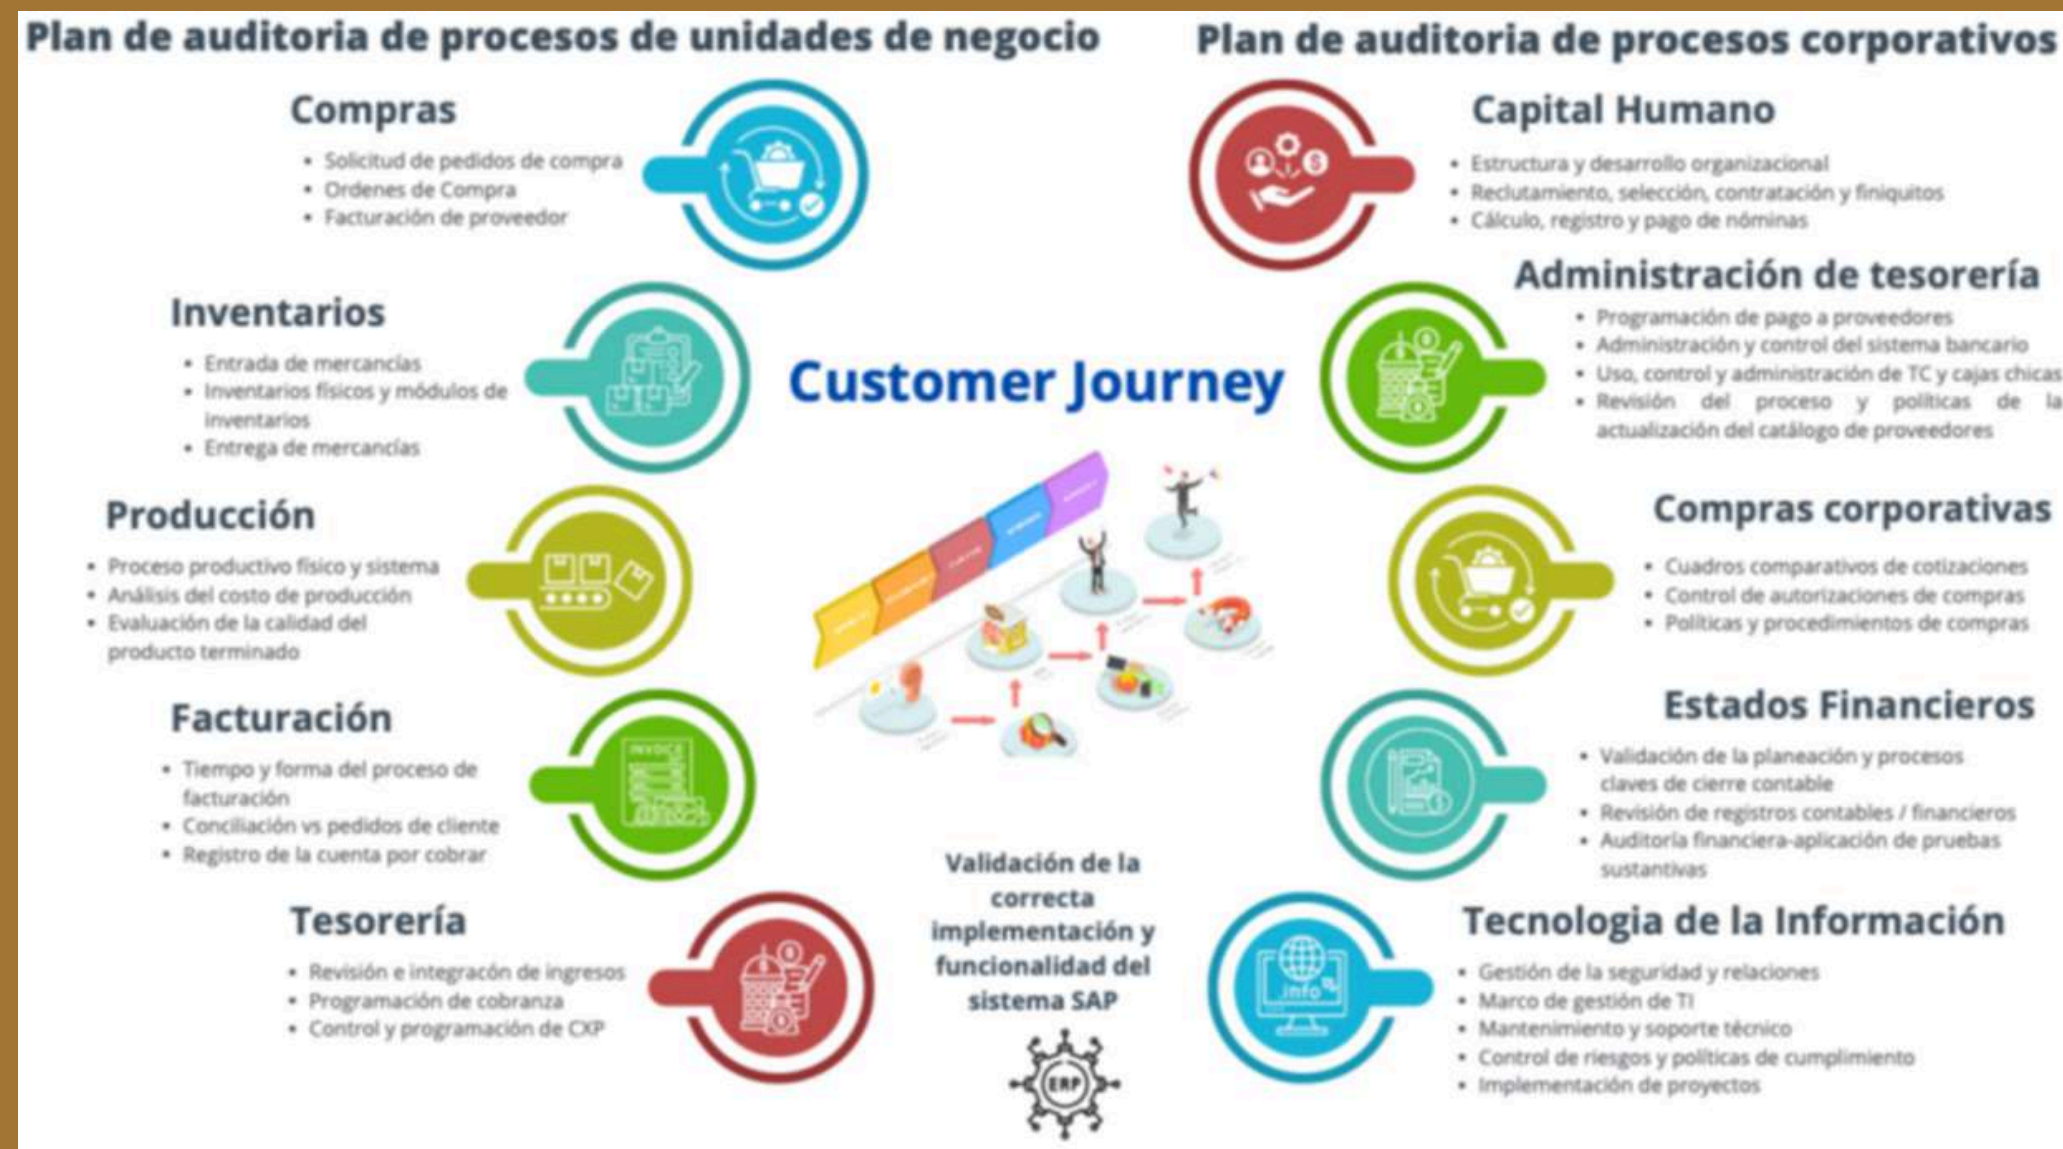 Plan de auditoria de procesos de unidades de negocio
Compras
• Solicitud de pedidos de compra
• Ordenes de Compra
• Facturación de proveedor
Inventarios
• Entrada de mercancías
• Inventarios físicos y módulos de
inventarios
• Entrega de mercancías
Producción
• Proceso productivo físico y sistema
• Análisis del costo de producción
• Evaluación de la calidad del
producto terminado
Facturación
• Tiempo y forma del proceso de
facturación
• Conciliación vs pedidos de cliente
• Registro de la cuenta por cobrar
INVOICE
Tesorería
• Revisión e integracón de ingresos
• Programación de cobranza
• Control y programación de CXP
Customer Journey
Validación de la
correcta
implementación y
funcionalidad del
sistema SAP
ERP
Plan de auditoria de procesos corporativos
Capital Humano
• Estructura y desarrollo organizacional
• Reclutamiento, selección, contratación y finiquitos
• Cálculo, registro y pago de nóminas
Administración de tesorería
• Programación de pago a proveedores
• Administración y control del sistema bancario
• Uso, control y administración de TC y cajas chicas
• Revisión del proceso y políticas de la
actualización del catálogo de proveedores
Compras corporativas
• Cuadros comparativos de cotizaciones
• Control de autorizaciones de compras
• Políticas y procedimientos de compras
Estados Financieros
• Validación de la planeación y procesos
claves de cierre contable
• Revisión de registros contables / financieros
• Auditoría financiera-aplicación de pruebas
sustantivas
Tecnologia de la Información
• Gestión de la seguridad y relaciones
• Marco de gestión de TI
• Mantenimiento y soporte técnico
• Control de riesgos y políticas de cumplimiento
• Implementación de proyectos
info